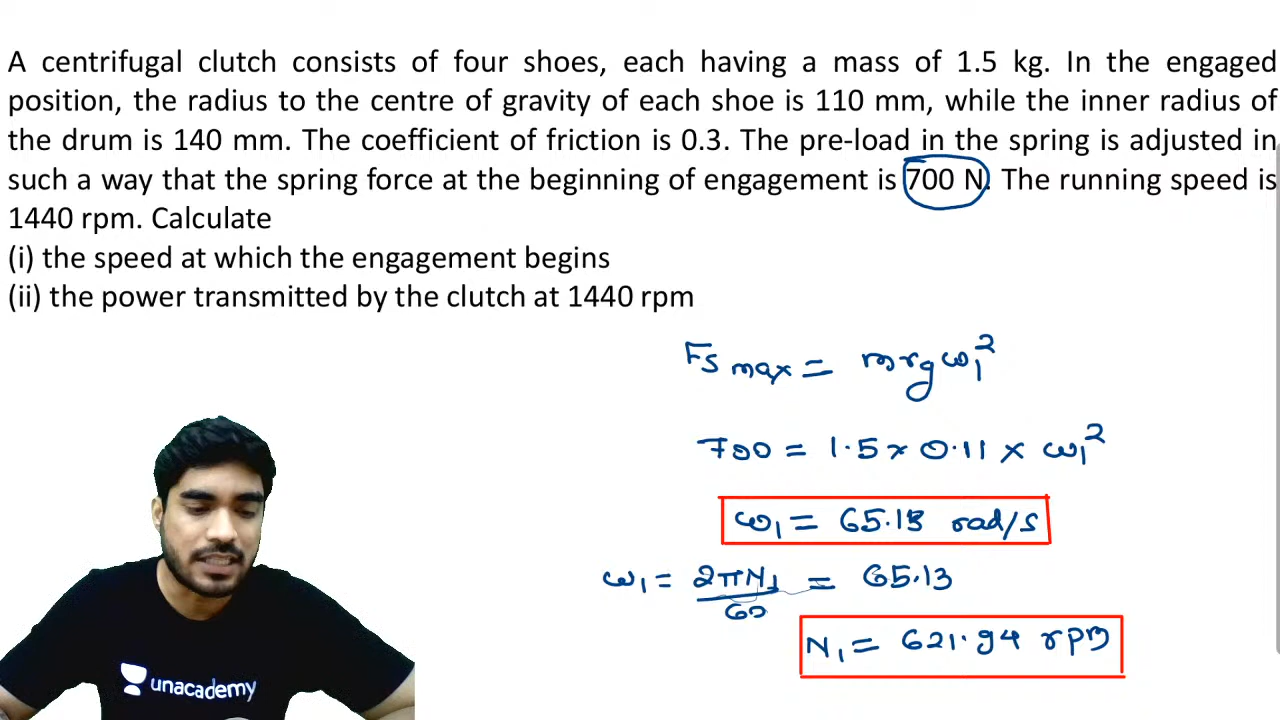 A centrifugal clutch consists of four shoes, each having a mass of 1.5 kg. In the engaged
position, the radius to the centre of gravity of each shoe is 110 mm, while the inner radius of
the drum is 140 mm. The coefficient of friction is 0.3. The pre-load in the spring is adjusted in
such a way that the spring force at the beginning of engagement is 700 N. The running speed is
1440 rpm. Calculate
(i) the speed at which the engagement begins
(ii) the power transmitted by the clutch at 1440 rpm
Fs max = m rg ω₁²
700 = 1.5 x 0.11 x ω₁²
ω₁ = 65.13 rad/s
ω₁ = 2πN₁/60 = 65.13
N₁ = 621.94 rpm
unacademy